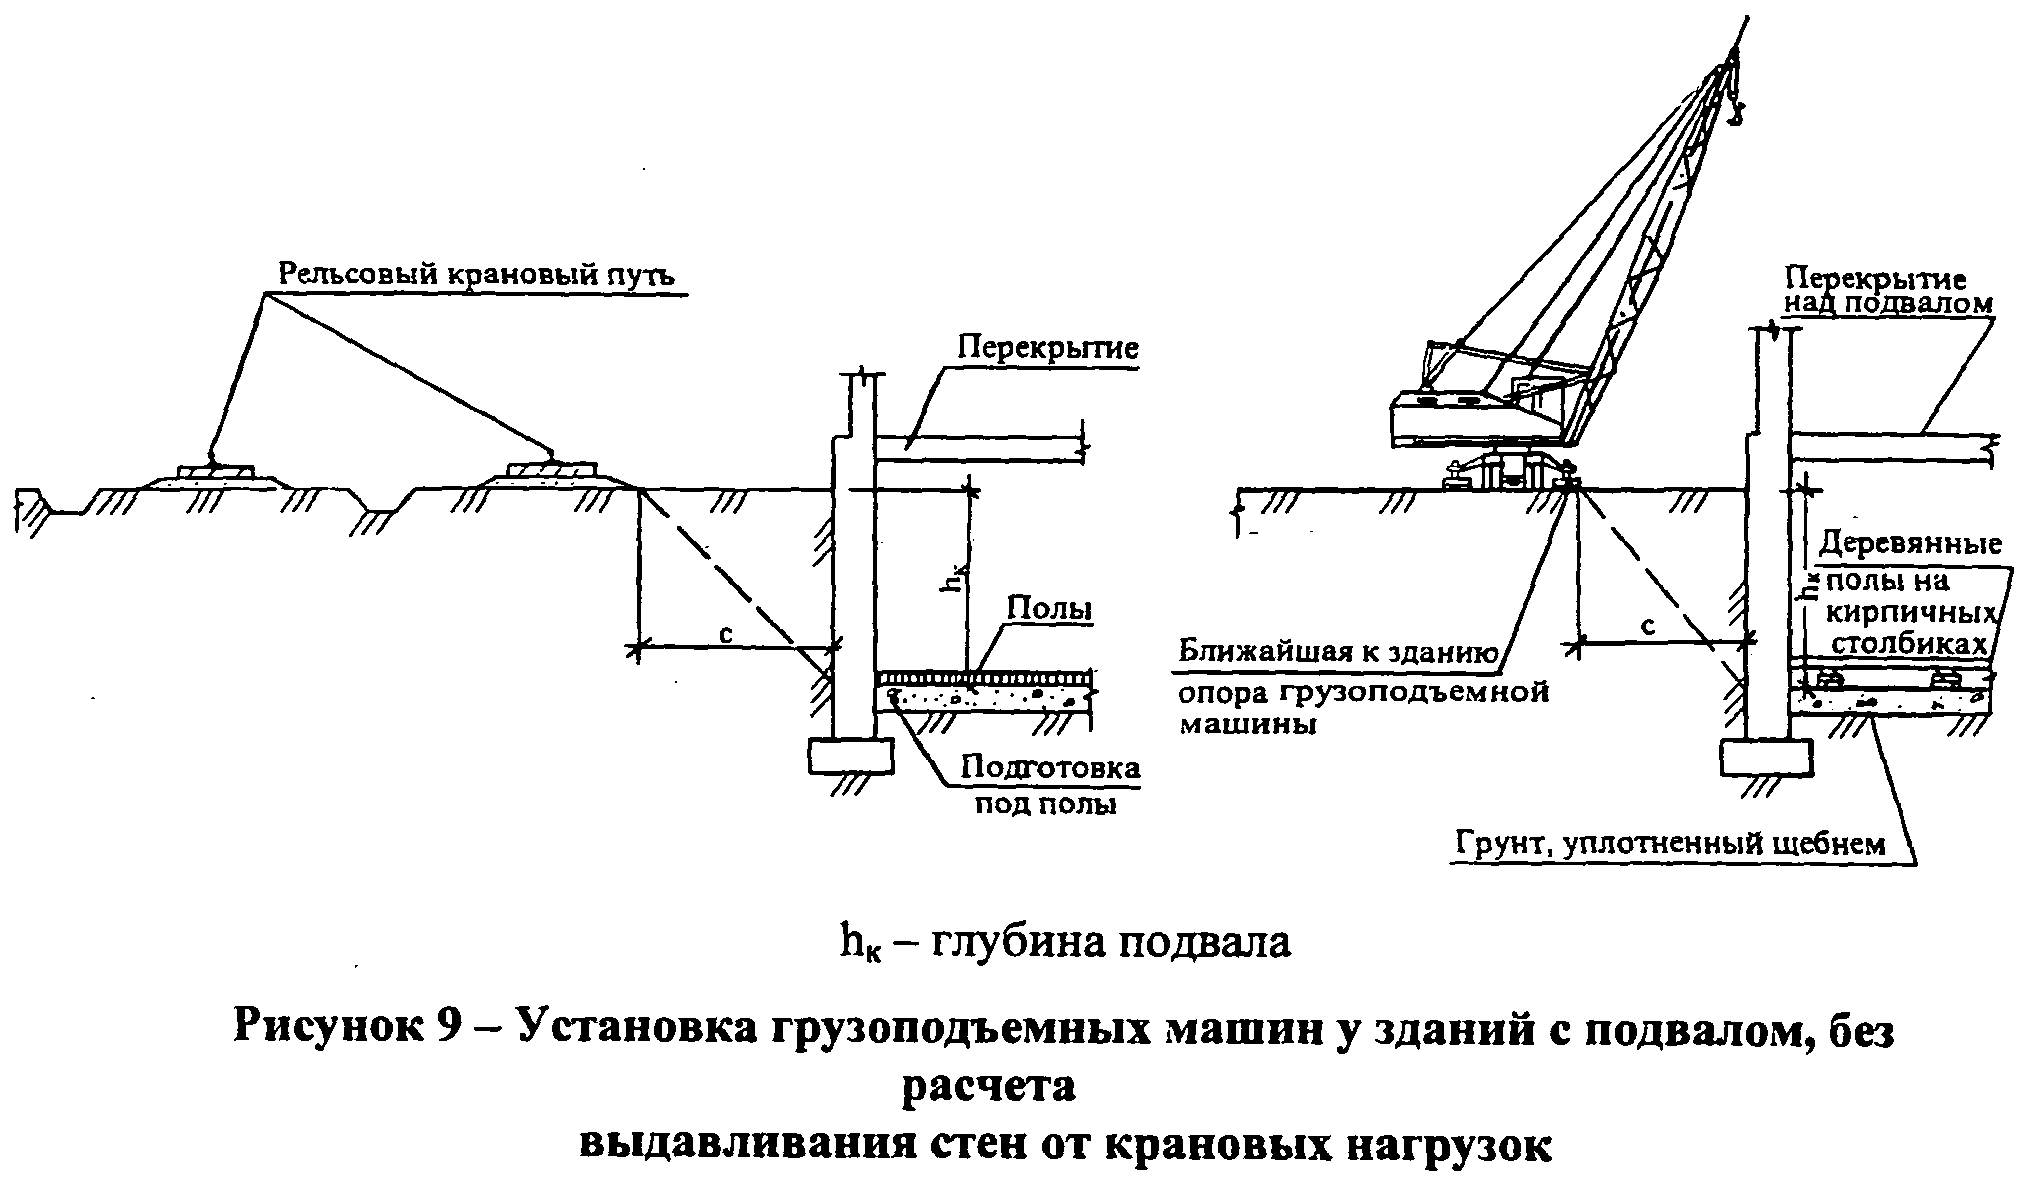 Рельсовый крановый путь
Перекрытие
hк
Полы
с
Подготовка
под полы
Перекрытие
над подвалом
Деревянные
полы на
кирпичных
столбиках
hк
с
Ближайшая к зданию
опора грузоподъемной
машины
Грунт, уплотненный щебнем
hк – глубина подвала
Рисунок 9 – Установка грузоподъемных машин у зданий с подвалом, без
расчета
выдавливания стен от крановых нагрузок